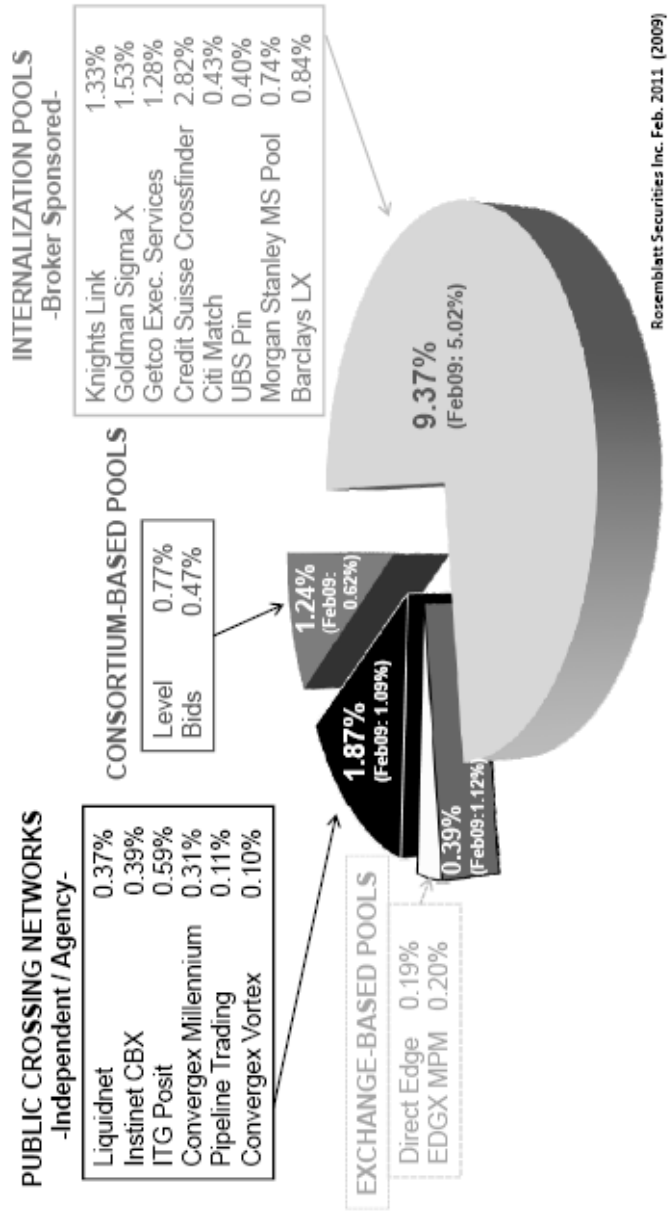 PUBLIC CROSSING NETWORKS
-Independent / Agency-
Liquidnet 0.37%
Instinet CBX 0.39%
ITG Posit 0.59%
Convergex Millennium 0.31%
Pipeline Trading 0.11%
Convergex Vortex 0.10%
CONSORTIUM-BASED POOLS
Level 0.77%
Bids 0.47%
INTERNALIZATION POOLS
-Broker Sponsored-
Knights Link 1.33%
Goldman Sigma X 1.53%
Getco Exec. Services 1.28%
Credit Suisse Crossfinder 2.82%
Citi Match 0.43%
UBS Pin 0.40%
Morgan Stanley MS Pool 0.74%
Barclays LX 0.84%
EXCHANGE-BASED POOLS
Direct Edge 0.19%
EDGX MPM 0.20%
1.87%
(Feb09: 1.09%)
1.24%
(Feb09:
0.62%)
0.39%
(Feb09:1.12%)
9.37%
(Feb09: 5.02%)
Rosemblatt Securities Inc. Feb. 2011 (2009)